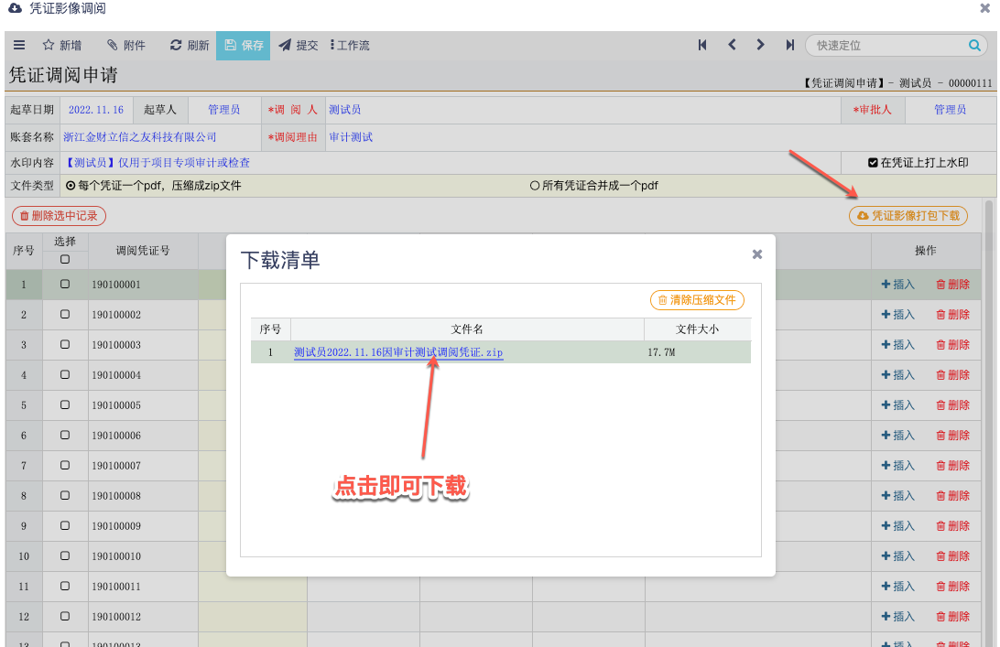 凭证影像调阅
新增 附件 刷新 保存 提交 工作流 快速定位
凭证调阅申请
【凭证调阅申请】- 测试员 - 00000111
起草日期 2022.11.16 起草人 管理员 *调 阅 人 测试员 *审批人 管理员
账套名称 浙江金财立信之友科技有限公司 *调阅理由 审计测试
水印内容 【测试员】仅用于项目专项审计或检查 在凭证上打上水印
文件类型 每个凭证一个pdf，压缩成zip文件 所有凭证合并成一个pdf
删除选中记录 凭证影像打包下载
序号 选择 调阅凭证号 操作
1 190100001 插入 删除
2 190100002 插入 删除
3 190100003 插入 删除
4 190100004 插入 删除
5 190100005 插入 删除
6 190100006 插入 删除
7 190100007 插入 删除
8 190100008 插入 删除
9 190100009 插入 删除
10 190100010 插入 删除
11 190100011 插入 删除
12 190100012 插入 删除
13 190100013 插入 删除
下载清单
清除压缩文件
序号 文件名 文件大小
1 测试员2022.11.16因审计测试调阅凭证.zip 17.7M
点击即可下载